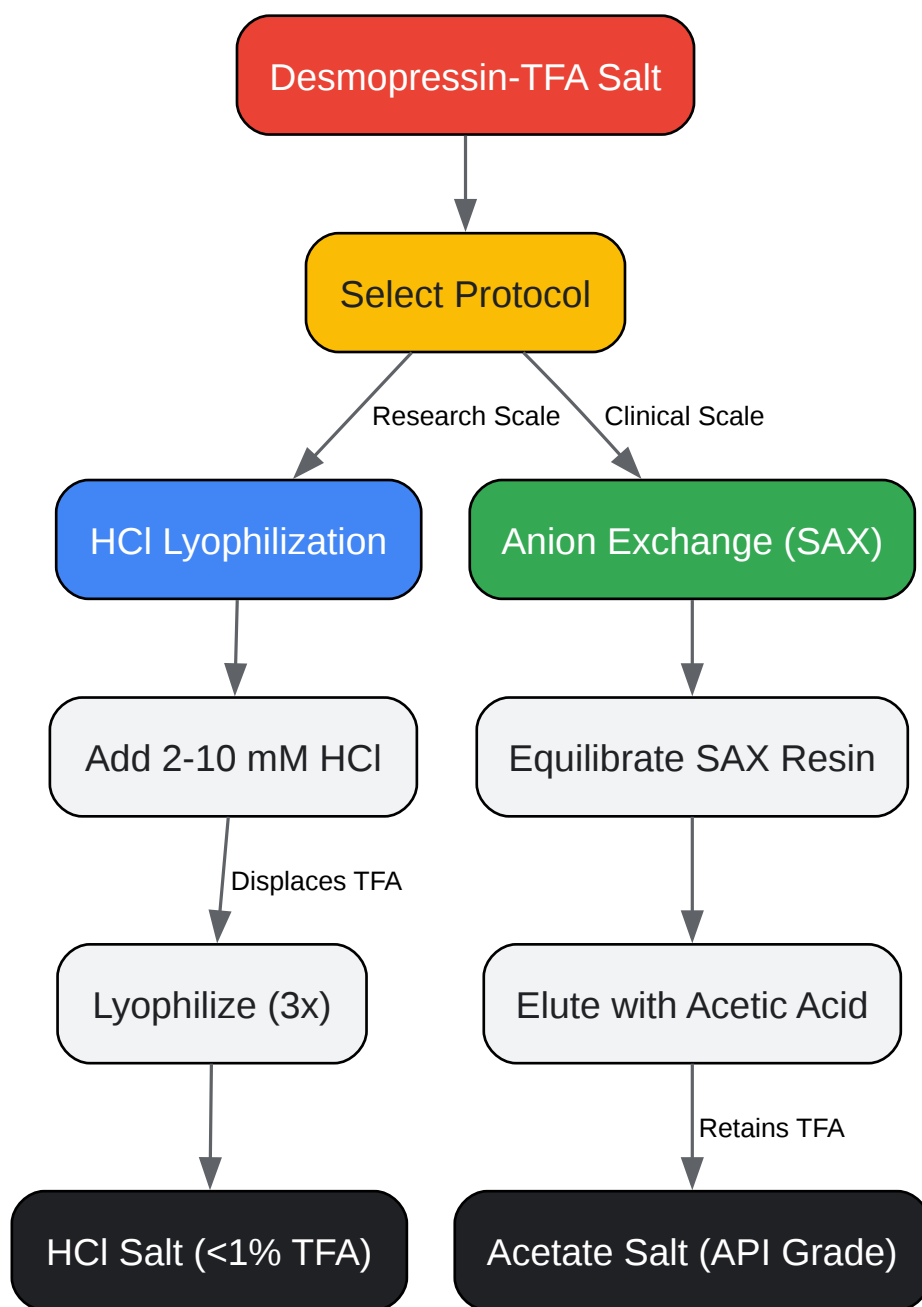 Desmopressin-TFA Salt
Select Protocol
Research Scale
Clinical Scale
HCl Lyophilization
Anion Exchange (SAX)
Add 2-10 mM HCl
Equilibrate SAX Resin
Displaces TFA
Lyophilize (3x)
Elute with Acetic Acid
Retains TFA
HCl Salt (<1% TFA)
Acetate Salt (API Grade)